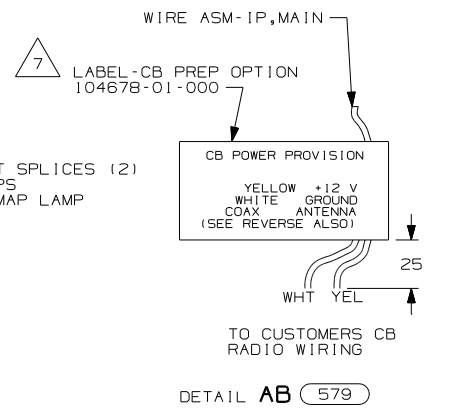 WIRE ASM-IP,MAIN
7
LABEL-CB PREP OPTION
104678-01-000
T SPLICES (2)
PS
MAP LAMP
CB POWER PROVISION
YELLOW +12 V
WHITE GROUND
COAX ANTENNA
(SEE REVERSE ALSO)
25
WHT YEL
TO CUSTOMERS CB
RADIO WIRING
DETAIL AB 579